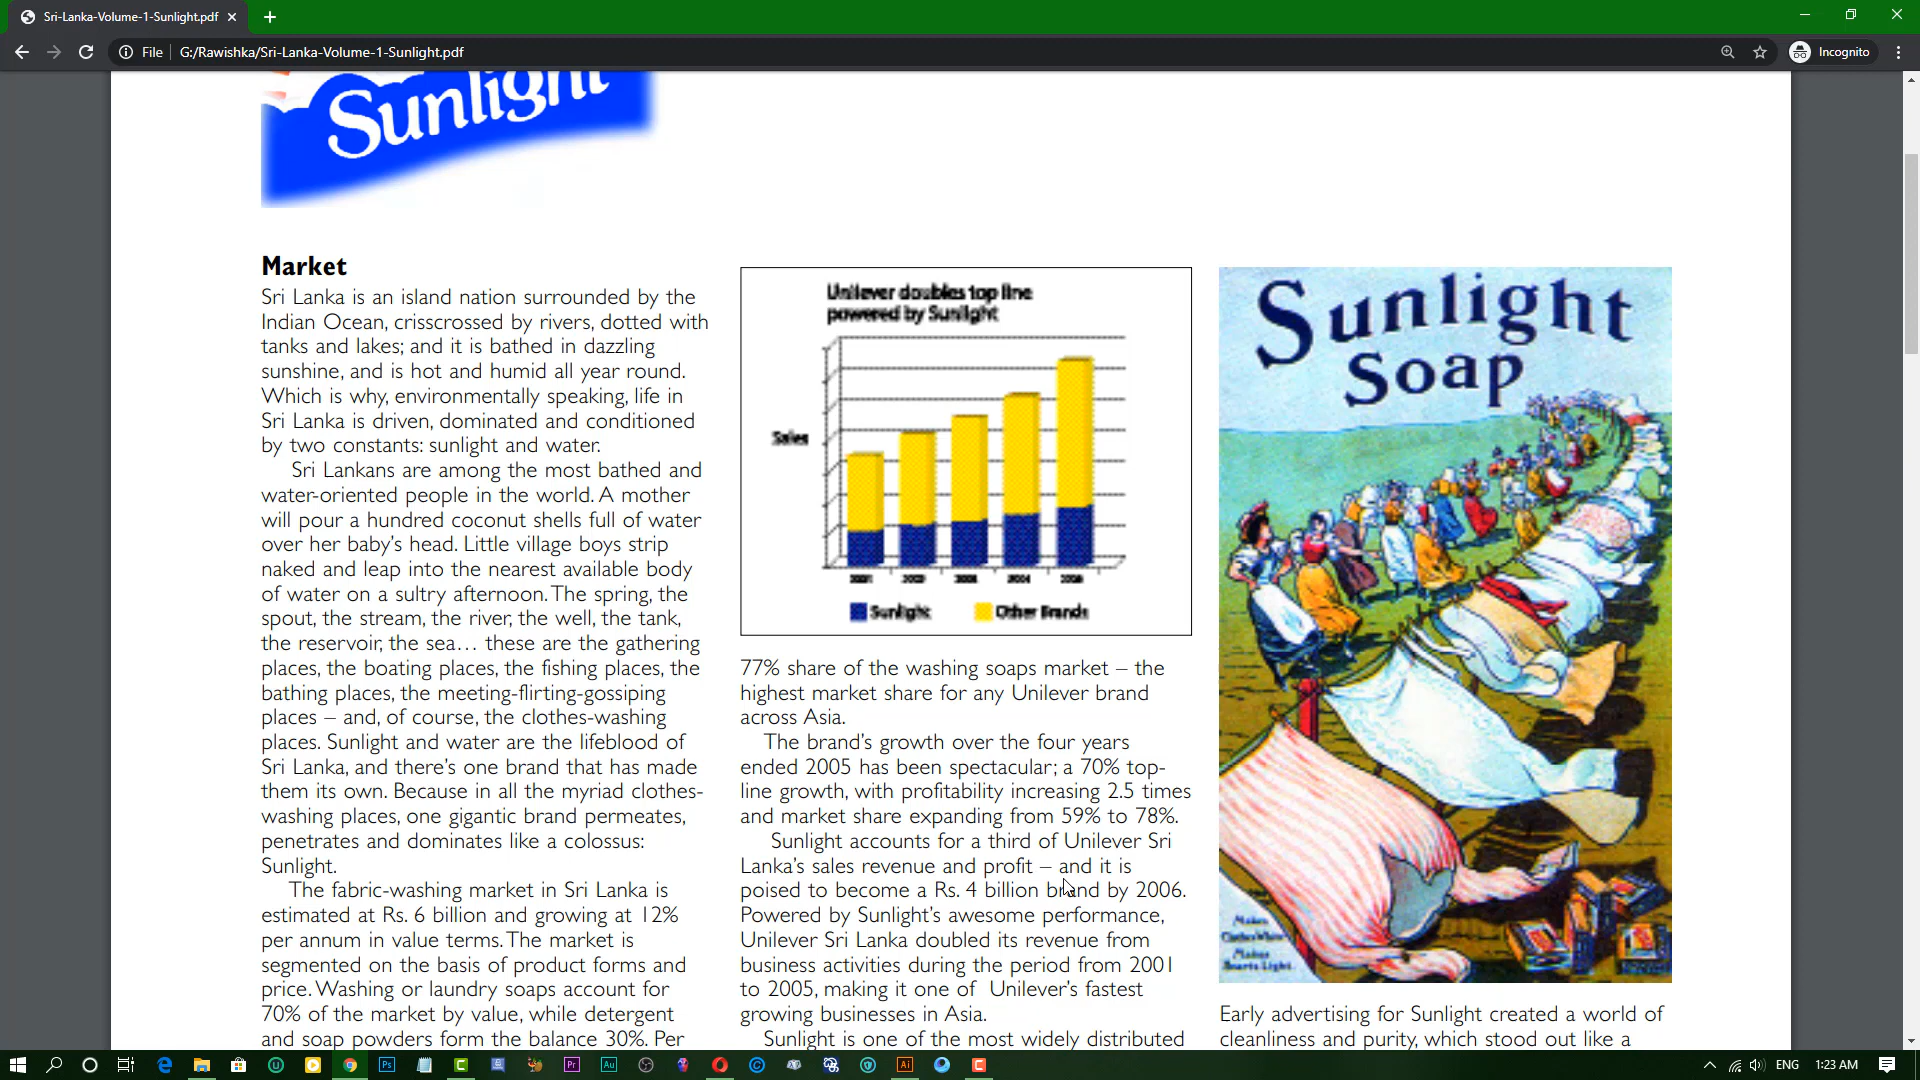 Sri-Lanka-Volume-1-Sunlight.pdf
File
G:/Rawishka/Sri-Lanka-Volume-1-Sunlight.pdf
Incognito
Sunlight
Market
Sri Lanka is an island nation surrounded by the
Indian Ocean, crisscrossed by rivers, dotted with
tanks and lakes; and it is bathed in dazzling
sunshine, and is hot and humid all year round.
Which is why, environmentally speaking, life in
Sri Lanka is driven, dominated and conditioned
by two constants: sunlight and water.
Sri Lankans are among the most bathed and
water-oriented people in the world. A mother
will pour a hundred coconut shells full of water
over her baby's head. Little village boys strip
naked and leap into the nearest available body
of water on a sultry afternoon. The spring, the
spout, the stream, the river, the well, the tank,
the reservoir, the sea… these are the gathering
places, the boating places, the fishing places, the
bathing places, the meeting-flirting-gossiping
places – and, of course, the clothes-washing
places. Sunlight and water are the lifeblood of
Sri Lanka, and there's one brand that has made
them its own. Because in all the myriad clothes-
washing places, one gigantic brand permeates,
penetrates and dominates like a colossus:
Sunlight.
The fabric-washing market in Sri Lanka is
estimated at Rs. 6 billion and growing at 12%
per annum in value terms. The market is
segmented on the basis of product forms and
price. Washing or laundry soaps account for
70% of the market by value, while detergent
and soap powders form the balance 30%. Per
Unilever doubles top line
powered by Sunlight
Sales
2001 2002 2003 2004 2005
Sunlight Other Brands
77% share of the washing soaps market – the
highest market share for any Unilever brand
across Asia.
The brand's growth over the four years
ended 2005 has been spectacular; a 70% top-
line growth, with profitability increasing 2.5 times
and market share expanding from 59% to 78%.
Sunlight accounts for a third of Unilever Sri
Lanka's sales revenue and profit – and it is
poised to become a Rs. 4 billion brand by 2006.
Powered by Sunlight's awesome performance,
Unilever Sri Lanka doubled its revenue from
business activities during the period from 2001
to 2005, making it one of Unilever's fastest
growing businesses in Asia.
Sunlight is one of the most widely distributed
Sunlight
Soap
Makes
Clothes White
Makes
Hearts Light.
Early advertising for Sunlight created a world of
cleanliness and purity, which stood out like a
ENG
1:23 AM